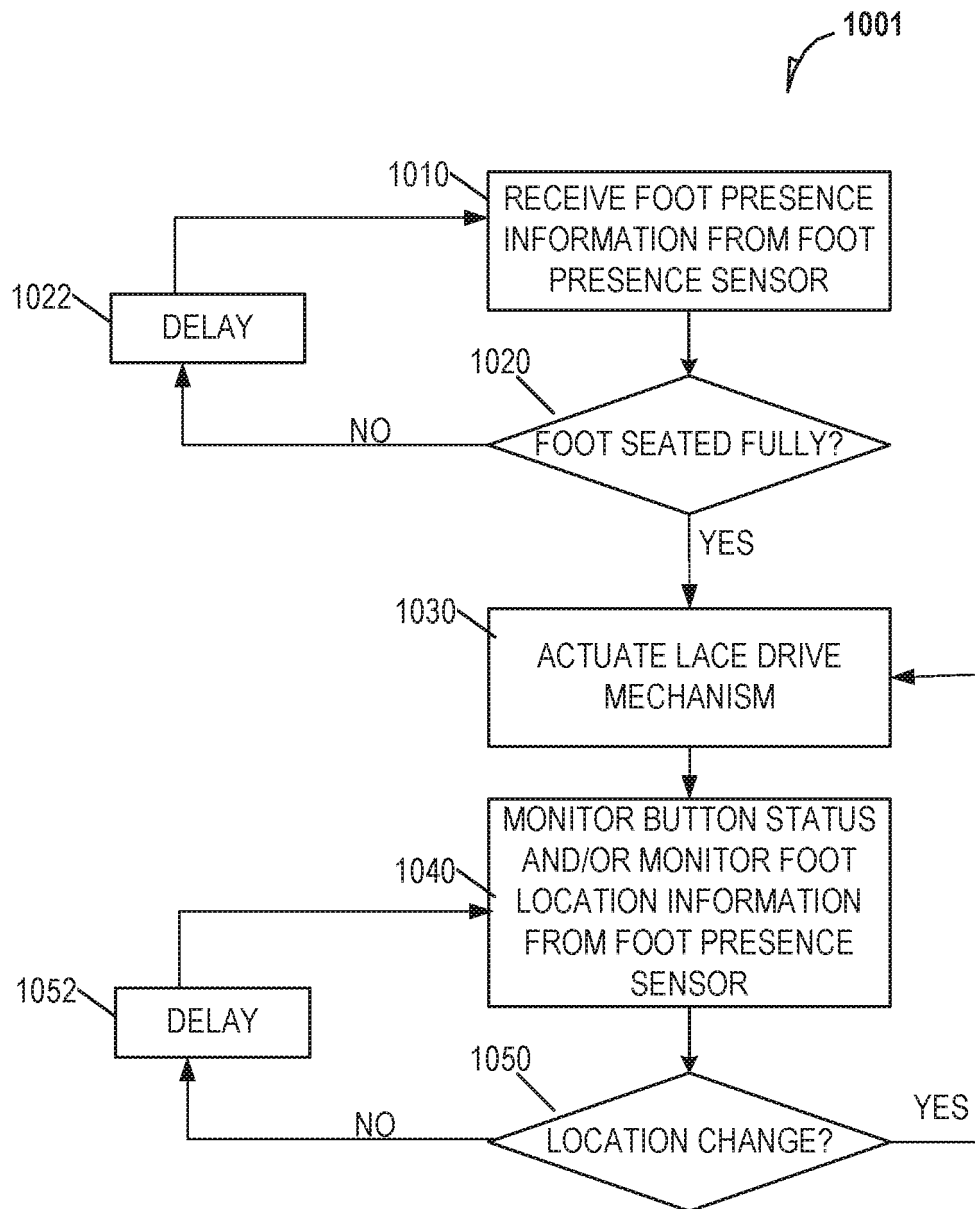 1001
1010
RECEIVE FOOT PRESENCE
INFORMATION FROM FOOT
PRESENCE SENSOR
1022
DELAY
1020
NO
FOOT SEATED FULLY?
YES
1030
ACTUATE LACE DRIVE
MECHANISM
1040
MONITOR BUTTON STATUS
AND/OR MONITOR FOOT
LOCATION INFORMATION
FROM FOOT PRESENCE
SENSOR
1052
DELAY
1050
NO
LOCATION CHANGE?
YES